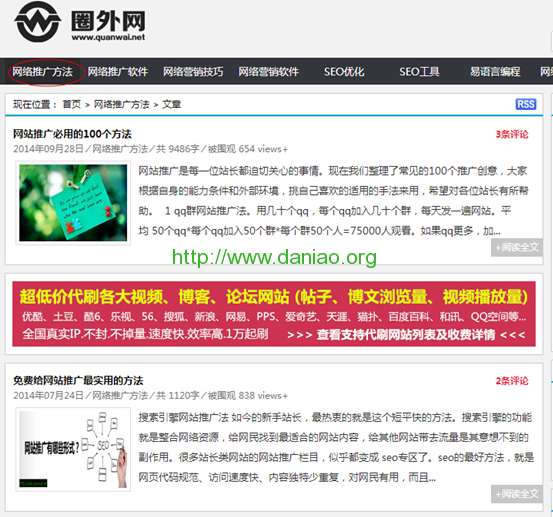 圈外网
www.quanwai.net
网络推广方法 网络推广软件 网络营销技巧 网络营销软件 SEO优化 SEO工具 易语言编程 网
现在位置： 首页 > 网络推广方法 > 文章 RSS
网站推广必用的100个方法 3条评论
2014年09月28日 ⁄ 网络推广方法 ⁄ 共 9486字 ⁄ 被围观 654 views+
网站推广是每一位站长都迫切关心的事情。现在我们整理了常见的100个推广创意，大家
根据自身的能力条件和外部环境，挑自己喜欢的适用的手法来用，希望对各位站长有所帮
助。 1 qq群网站推广法。用几十个qq，每个qq加入几十个群，每天发一遍网站。平
均 50个qq*每个qq加入50个群*每个群50个人=75000人观看。如果qq更多，加...
+阅读全文
http://www.daniao.org
超低价代刷各大视频、博客、论坛网站 (帖子、博文浏览量、视频播放量)
优酷、土豆、酷6、乐视、56、搜狐、新浪、网易、PPS、爱奇艺、天涯、猫扑、百度百科、和讯、QQ空间等...
全国真实IP.不封.不掉量.速度快.效率高.1万起刷 >>> 查看支持代刷网站列表及收费详情 <<<
免费给网站推广最实用的方法 2条评论
2014年07月24日 ⁄ 网络推广方法 ⁄ 共 1120字 ⁄ 被围观 838 views+
搜索引擎网站推广法 如今的新手站长，最热衷的就是这个短平快的方法。搜索引擎的功能
就是整合网络资源，给网民找到最适合的网站内容，给其他网站带去流量是其意想不到的
副作用。很多站长类网站的网站推广栏目，似乎都变成 seo专区了。seo的最好方法，就是
网页代码规范、访问速度快、内容独特少重复，对网民有用，而且...
网站推广有哪些形式？
SEO
+阅读全文